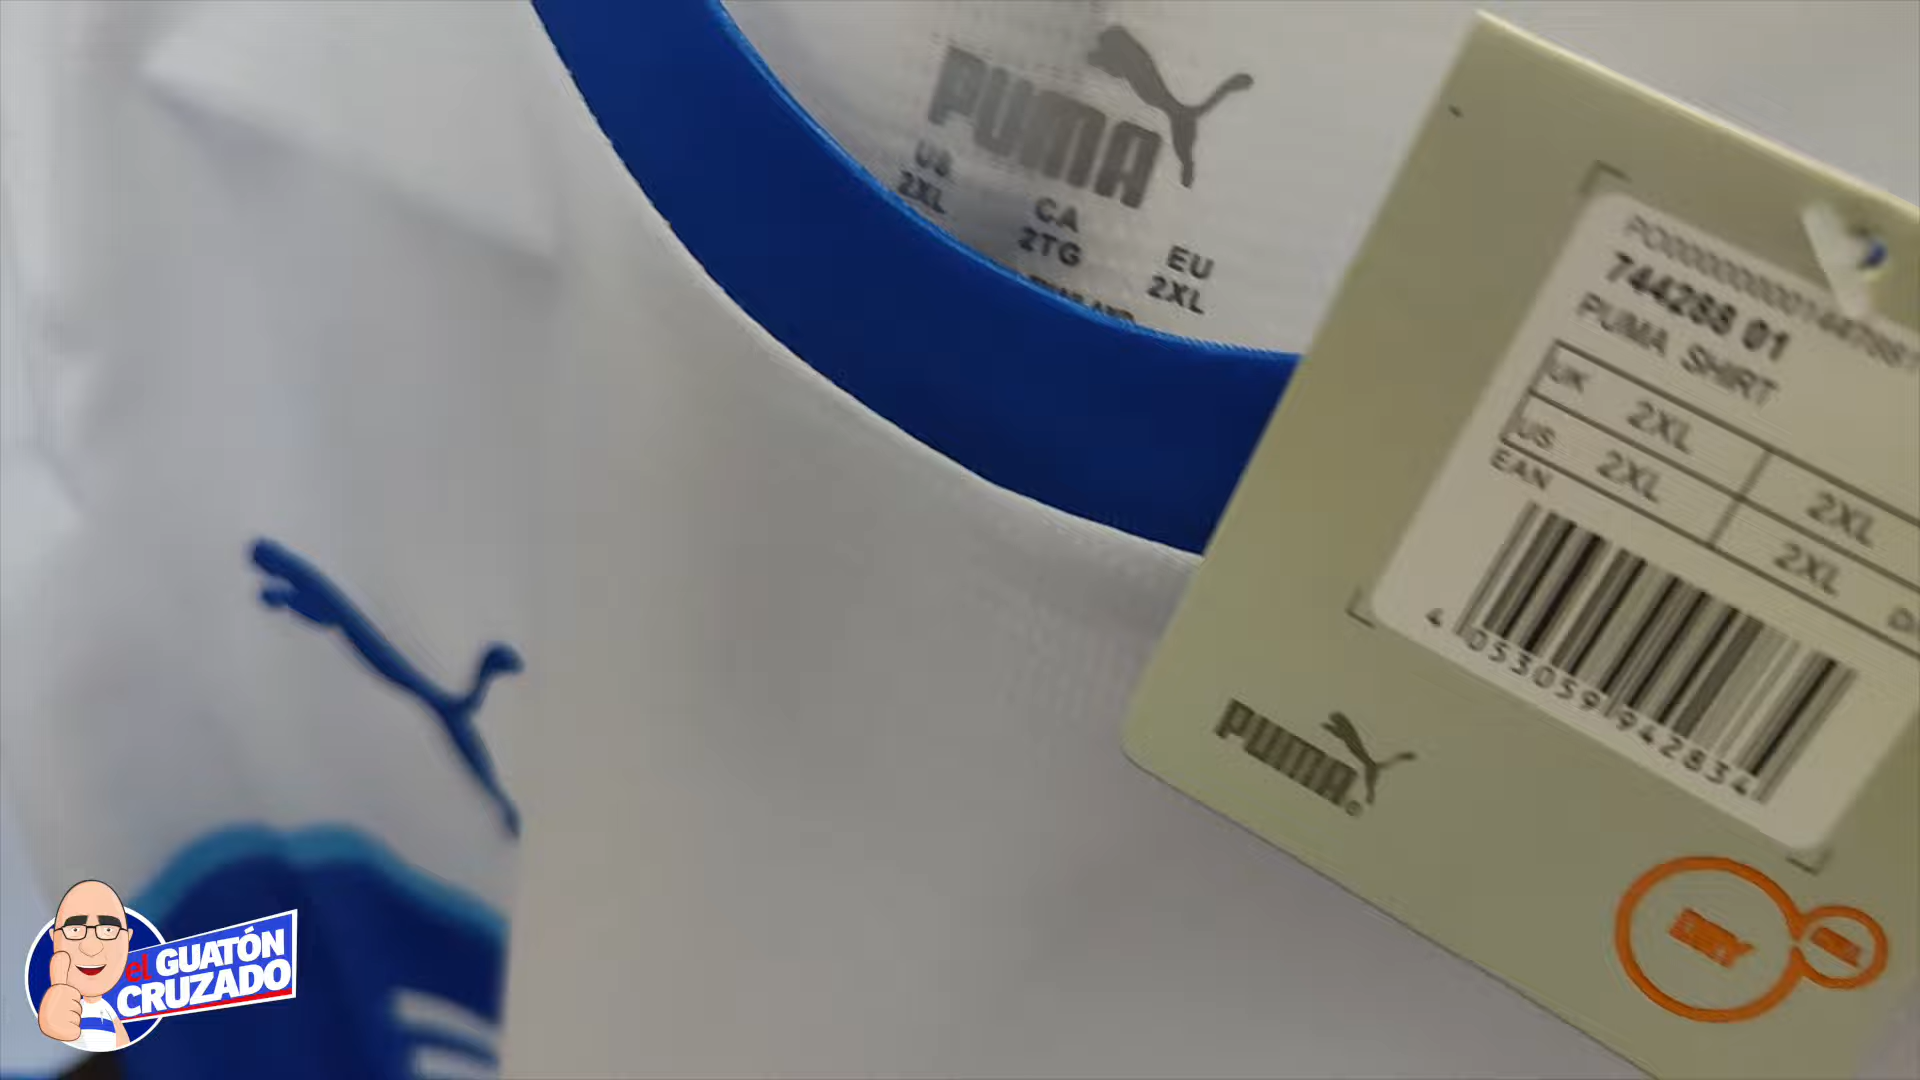 PUMA
US
2XL
CA
2TG
EU
2XL
744288 01
PUMA SHIRT
UK 2XL 2XL
US 2XL 2XL
EAN
4 053059 942834
PUMA
el GUATÓN
CRUZADO